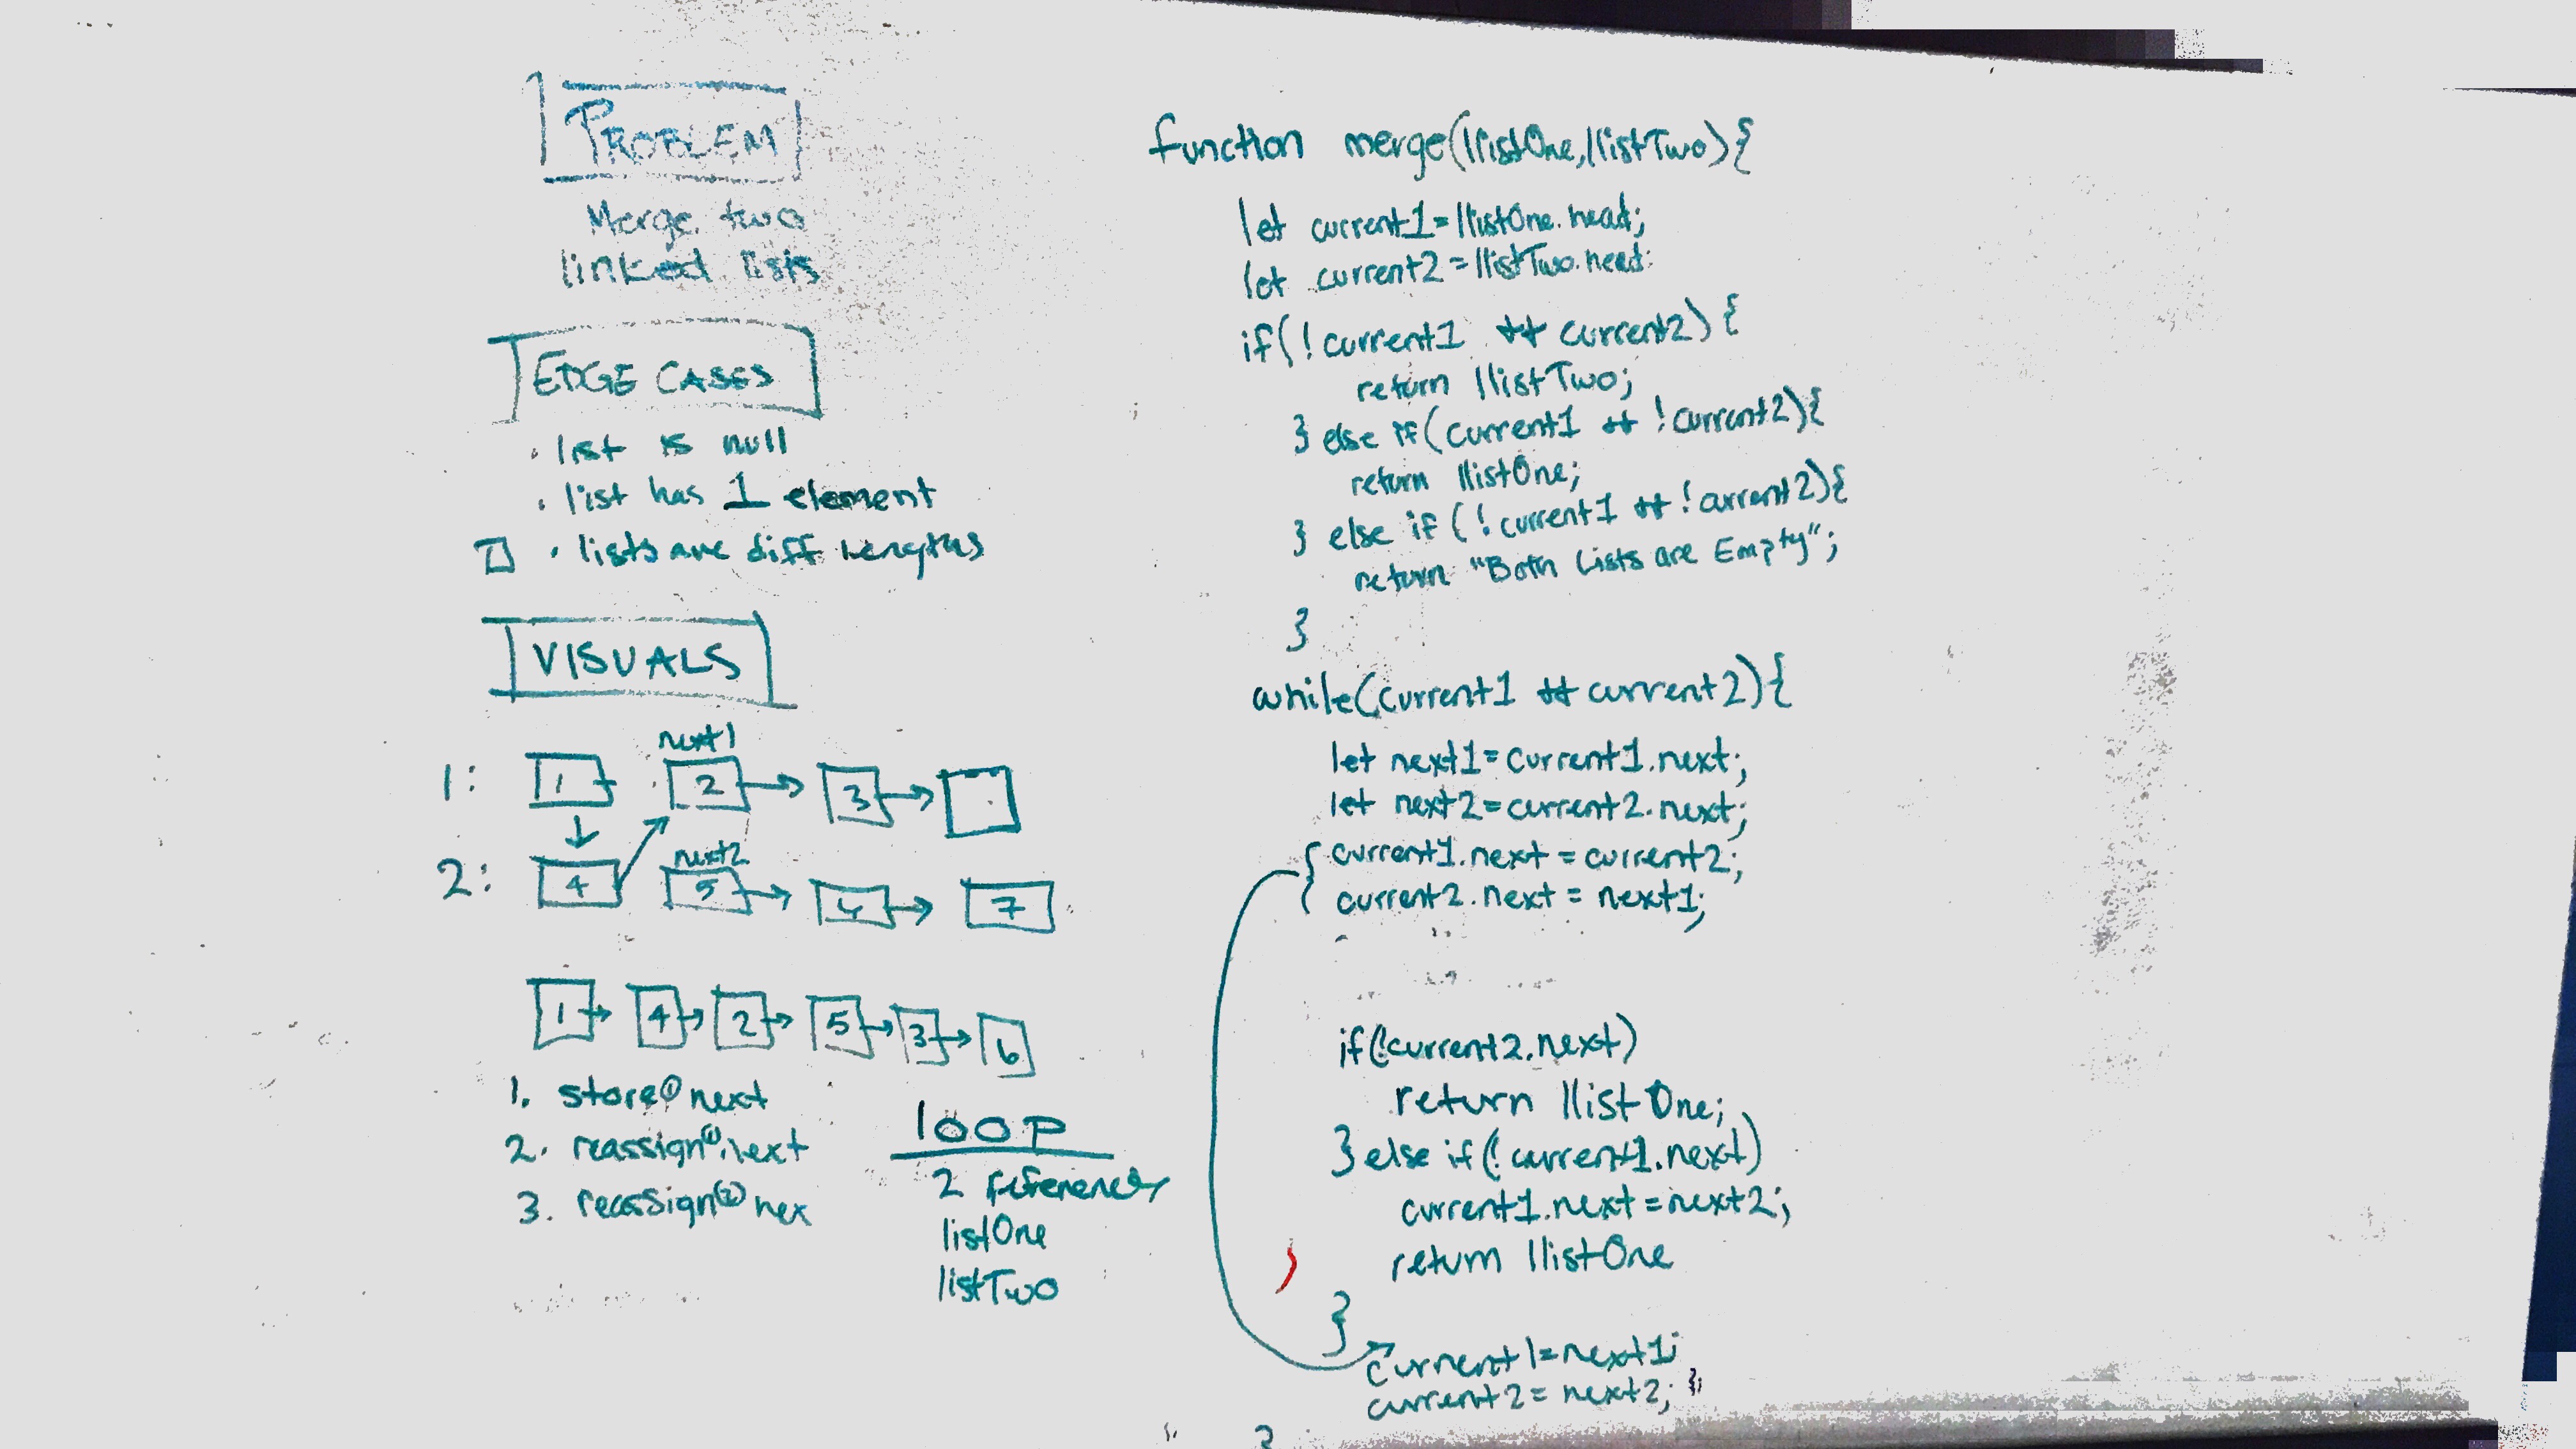 PROBLEM
Merge two
linked lists
EDGE CASES
· list is null
· list has 1 element
· lists are diff Lengths
VISUALS
next1
1: 1 2 3
next2
2: 4 5 6 7
1 4 2 5 3 6
1. store① next
2. reassign① next
3. reassign② nex
loop
2
listOne
listTwo
function merge(llistOne,llistTwo){
let current1=llistOne.head;
let current2=llistTwo.head;
if(!current1 && current2){
return llistTwo;
} else if(current1 && !current2){
return llistOne;
} else if (!current1 && !current2){
return "Both Lists are Empty";
}
while(current1 && current2){
let next1=current1.next;
let next2=current2.next;
{ current1.next = current2;
current2.next = next1;
if(!current2.next)
return llistOne;
} else if(!current1.next)
current1.next=next2;
return llistOne
}
current1=next1;
current2=next2; };
}